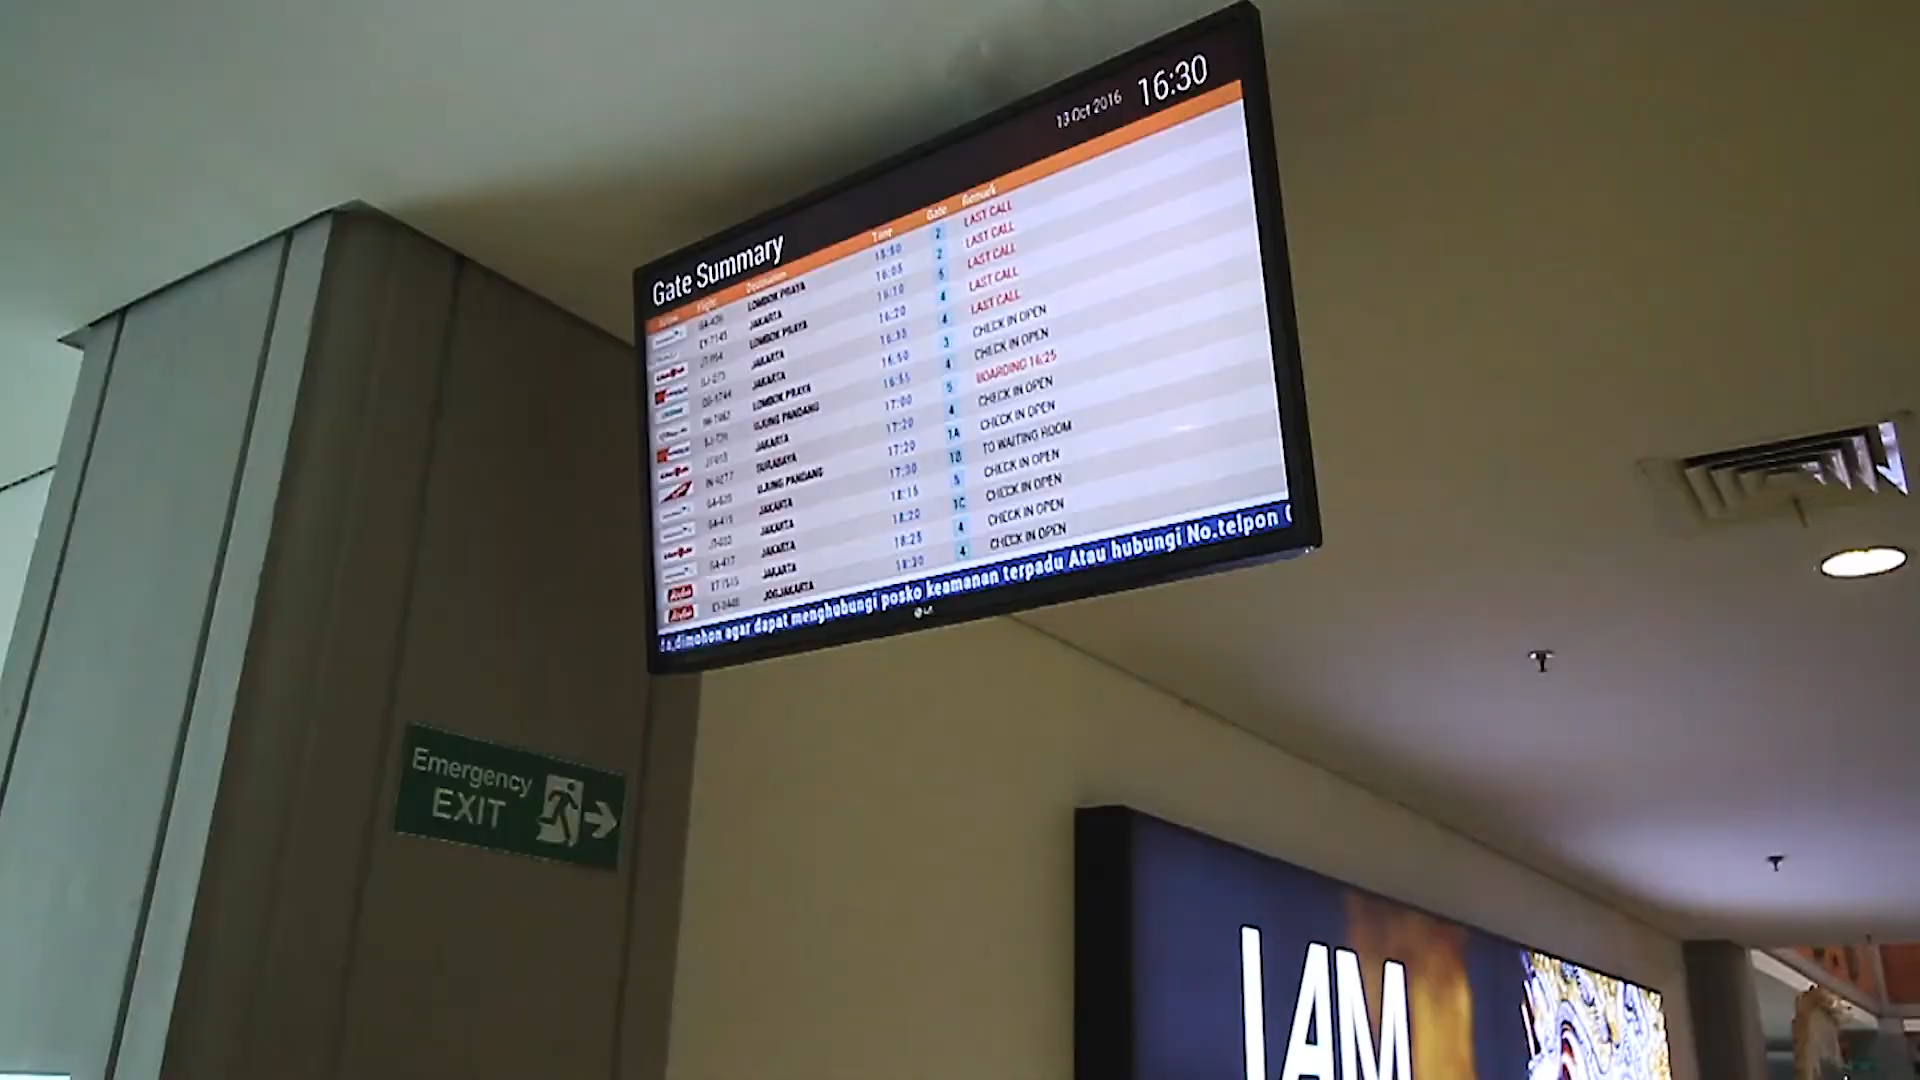 13 Oct 2016 16:30
Gate Summary
Flight Destination Time Gate Remark
LOMBOK PRAYA 15:50 2 LAST CALL
JAKARTA 16:05 2 LAST CALL
LOMBOK PRAYA 16:10 5 LAST CALL
JAKARTA 16:20 4 LAST CALL
JAKARTA 16:35 4 LAST CALL
LOMBOK PRAYA 16:50 3 CHECK IN OPEN
UJUNG PANDANG 16:55 4 CHECK IN OPEN
JAKARTA 17:00 5 BOARDING 16:25
SURABAYA 17:20 4 CHECK IN OPEN
UJUNG PANDANG 17:20 1A CHECK IN OPEN
JAKARTA 17:30 1B TO WAITING ROOM
JAKARTA 18:15 5 CHECK IN OPEN
GA-417 JAKARTA 18:20 1C CHECK IN OPEN
JAKARTA 18:25 4 CHECK IN OPEN
JOGJAKARTA 18:30 4 CHECK IN OPEN
dimohon agar dapat menghubungi posko keamanan terpadu Atau hubungi No.telpon
LG
Emergency
EXIT
I AM